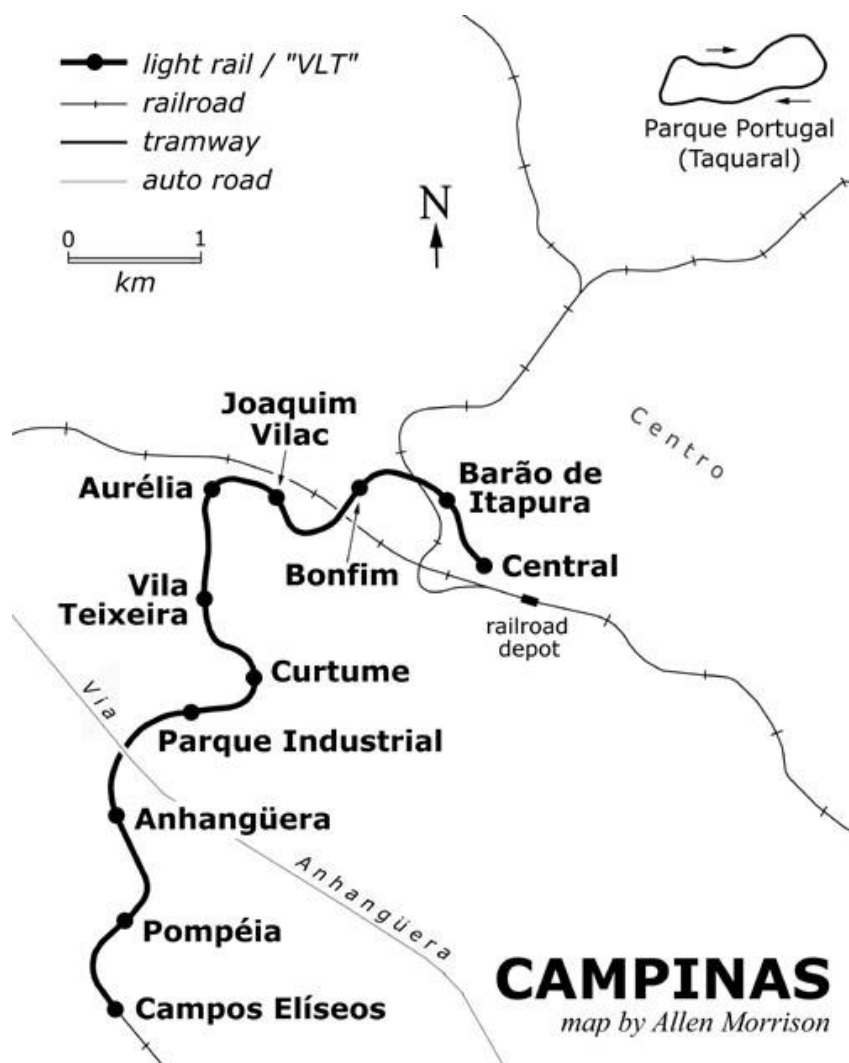 light rail / "VLT"
railroad
tramway
auto road
0 1
km
N
Parque Portugal
(Taquaral)
Centro
Joaquim
Vilac
Aurélia
Barão de
Itapura
Bonfim
Central
Vila
Teixeira
railroad
depot
Curtume
Via
Parque Industrial
Anhangüera
Anhangüera
Pompéia
Campos Elíseos
CAMPINAS
map by Allen Morrison